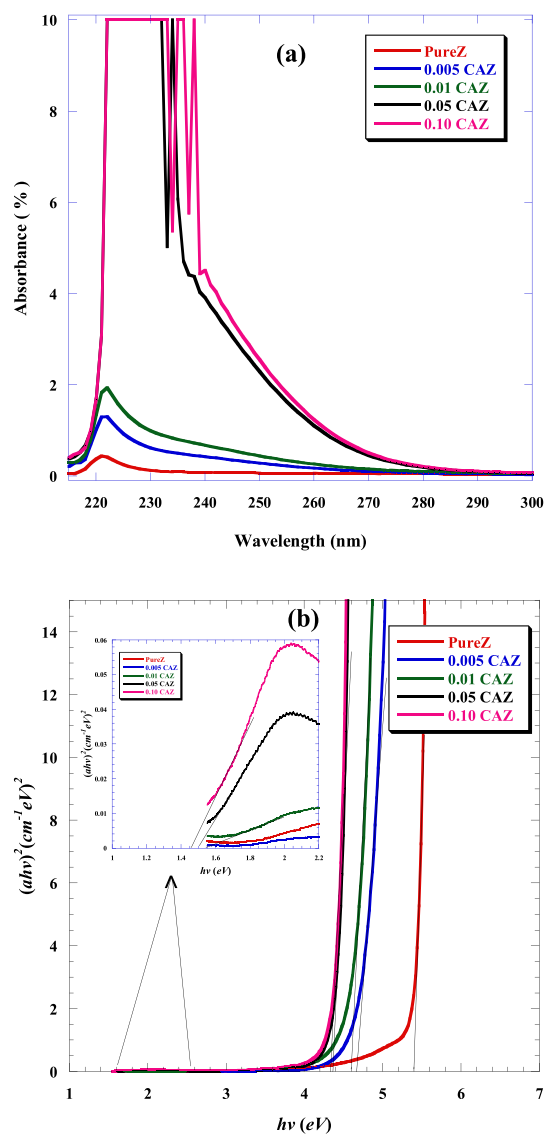 (a)
10
8
6
4
2
0
Absorbance ( %)
PureZ
0.005 CAZ
0.01 CAZ
0.05 CAZ
0.10 CAZ
220 230 240 250 260 270 280 290 300
Wavelength (nm)
(b)
14
12
10
8
6
4
2
0
(ahν)²(cm⁻¹eV)²
PureZ
0.005 CAZ
0.01 CAZ
0.05 CAZ
0.10 CAZ
0.06
0.05
0.04
0.03
0.02
0.01
0
(ahν)²(cm⁻¹eV)²
PureZ
0.005 CAZ
0.01 CAZ
0.05 CAZ
0.10 CAZ
1 1.2 1.4 1.6 1.8 2 2.2
hν (eV)
1 2 3 4 5 6 7
hν (eV)